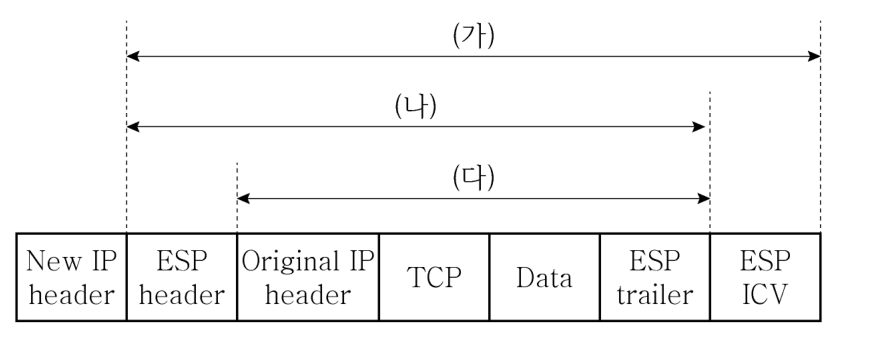 (가)
(나)
(다)
New IP header
ESP header
Original IP header
TCP
Data
ESP trailer
ESP ICV